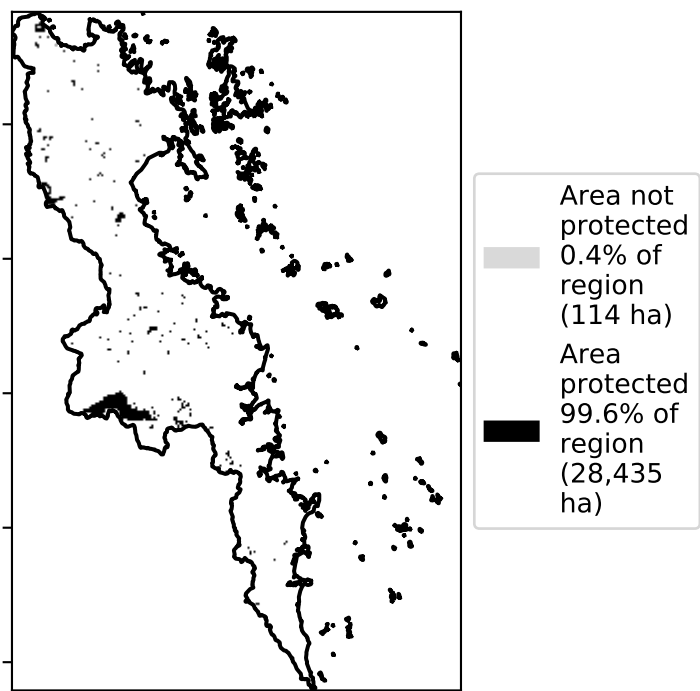 Area not
protected
0.4% of
region
(114 ha)
Area
protected
99.6% of
region
(28,435
ha)